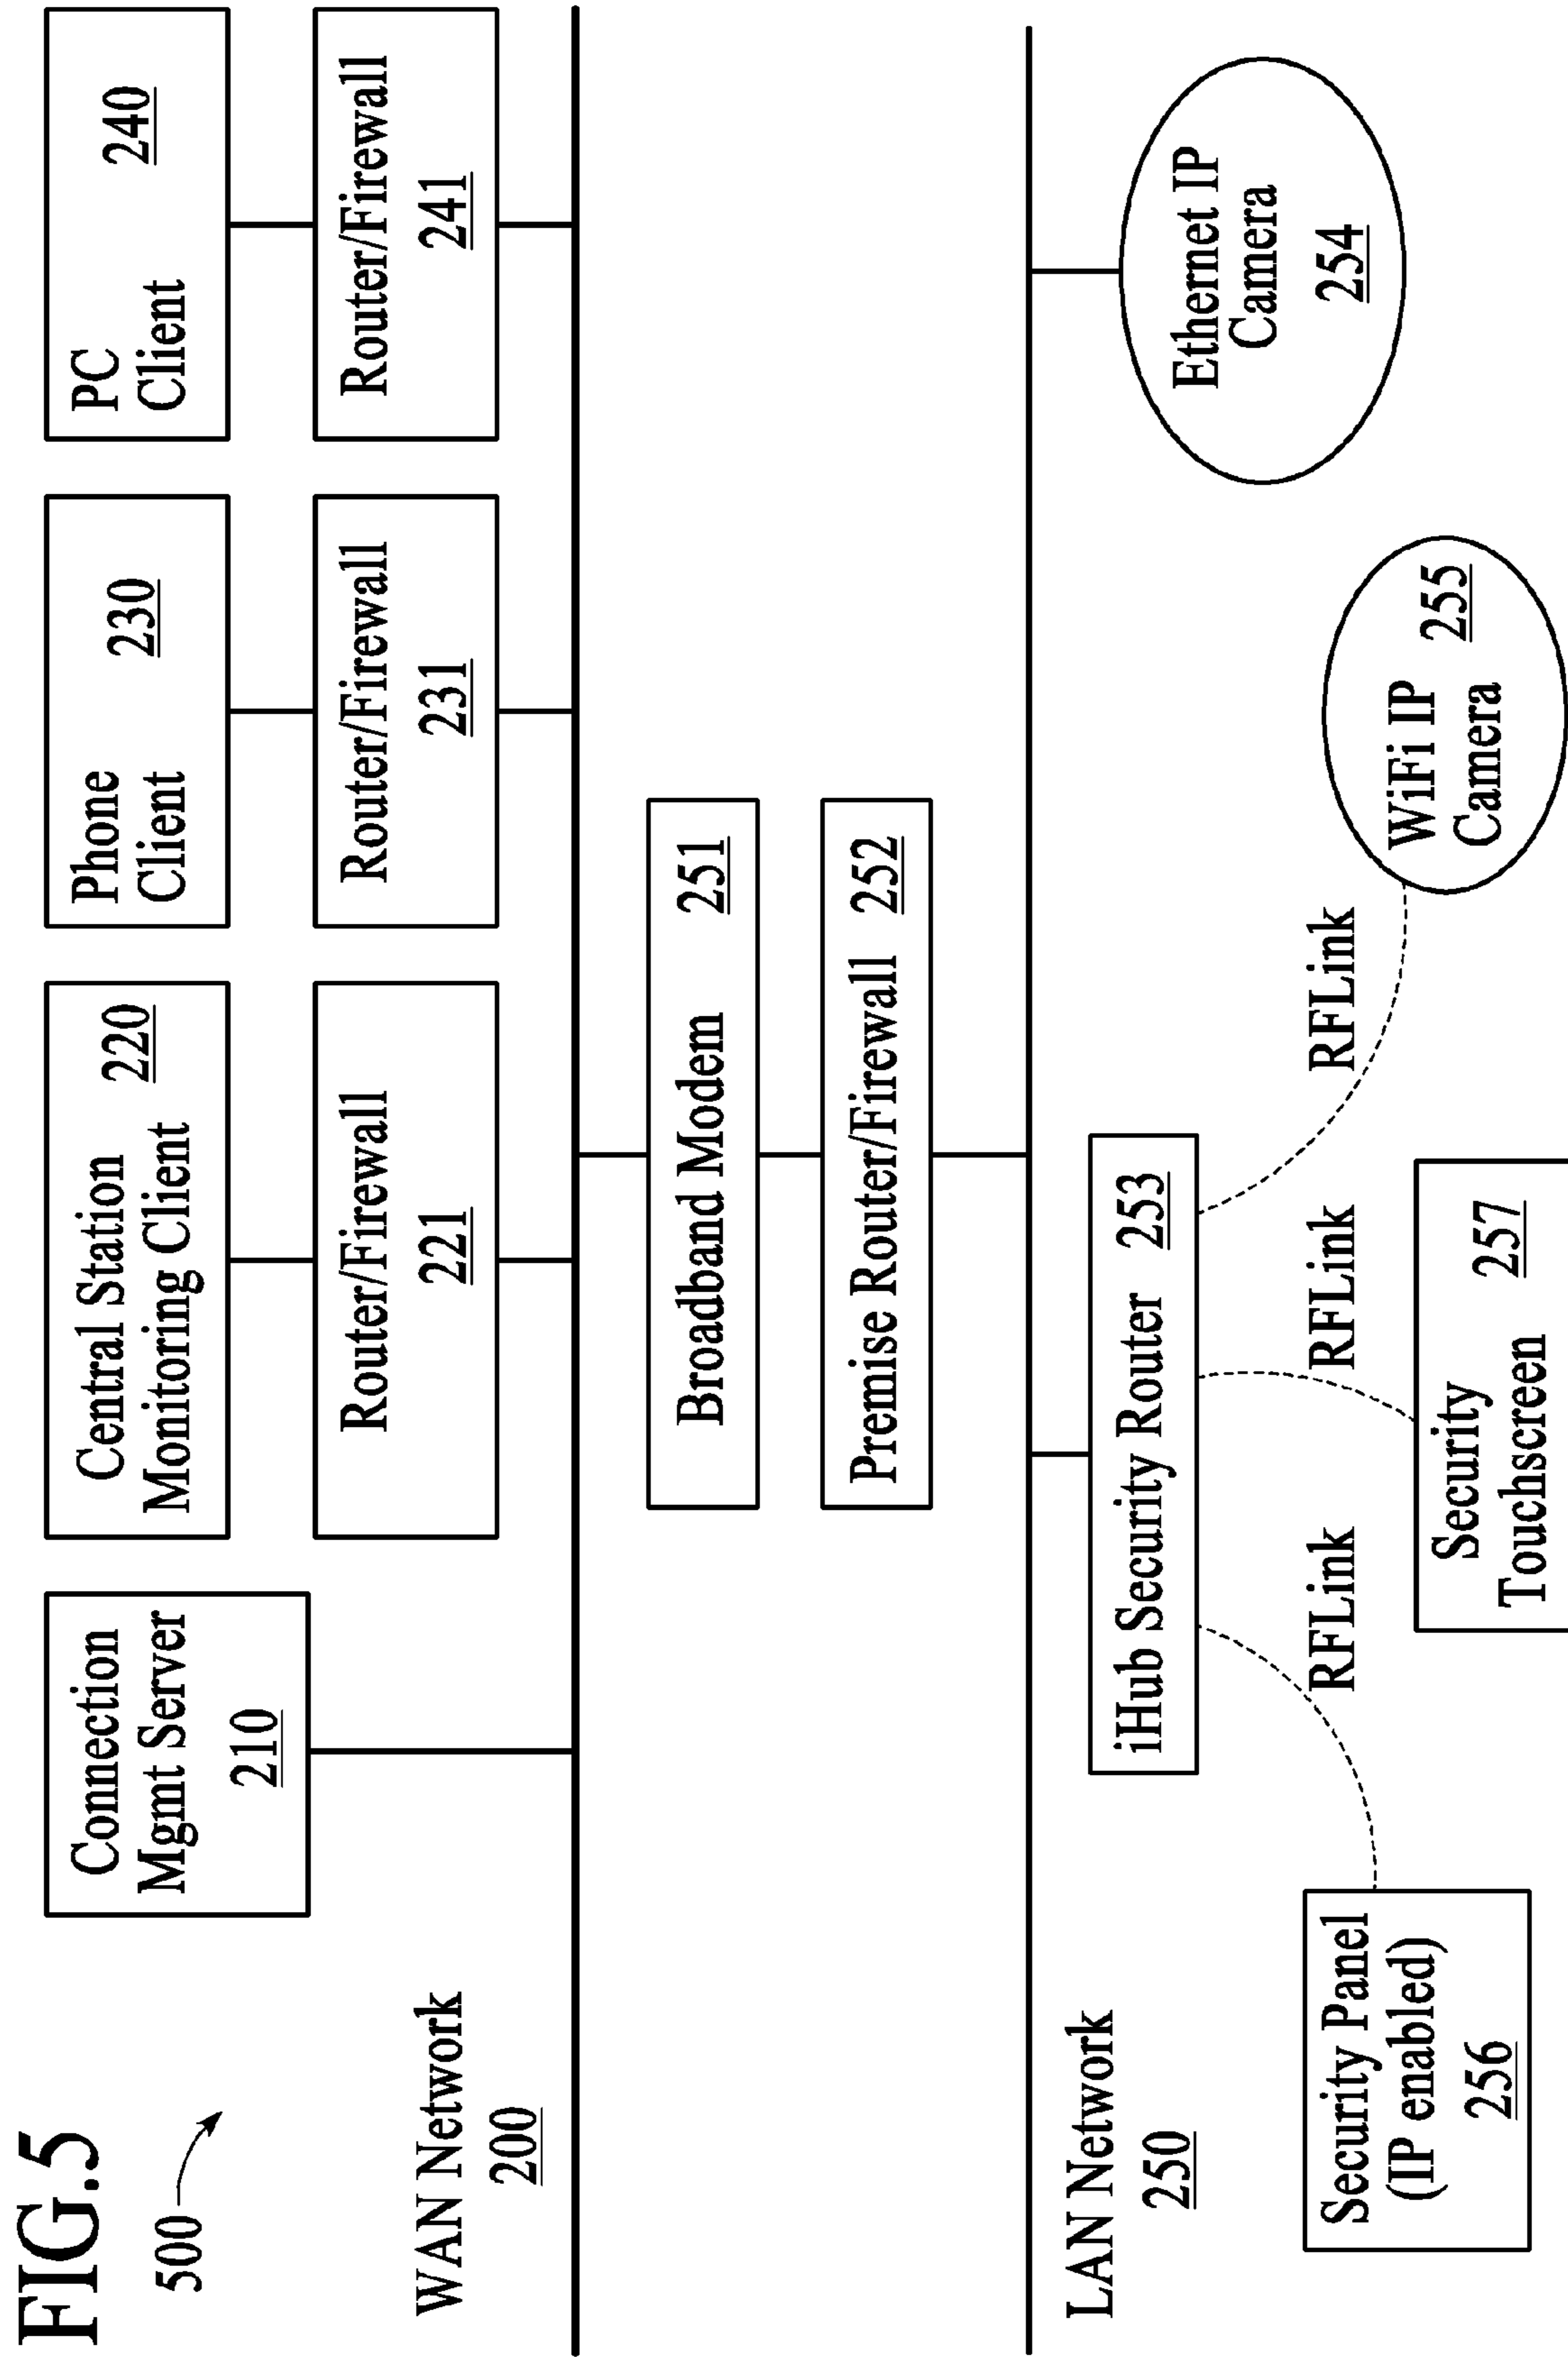 FIG.5
500
Connection
Mgmt Server
210
Central Station
Monitoring Client
220
Phone
Client
230
PC
Client
240
Router/Firewall
221
Router/Firewall
231
Router/Firewall
241
WAN Network
200
Broadband Modem
251
Premise Router/Firewall
252
LAN Network
250
iHub Security Router
253
Ethernet IP
Camera
254
RFLink
RFLink
RFLink
Security Panel
(IP enabled)
256
Security
Touchscreen
257
WiFi IP
Camera
255